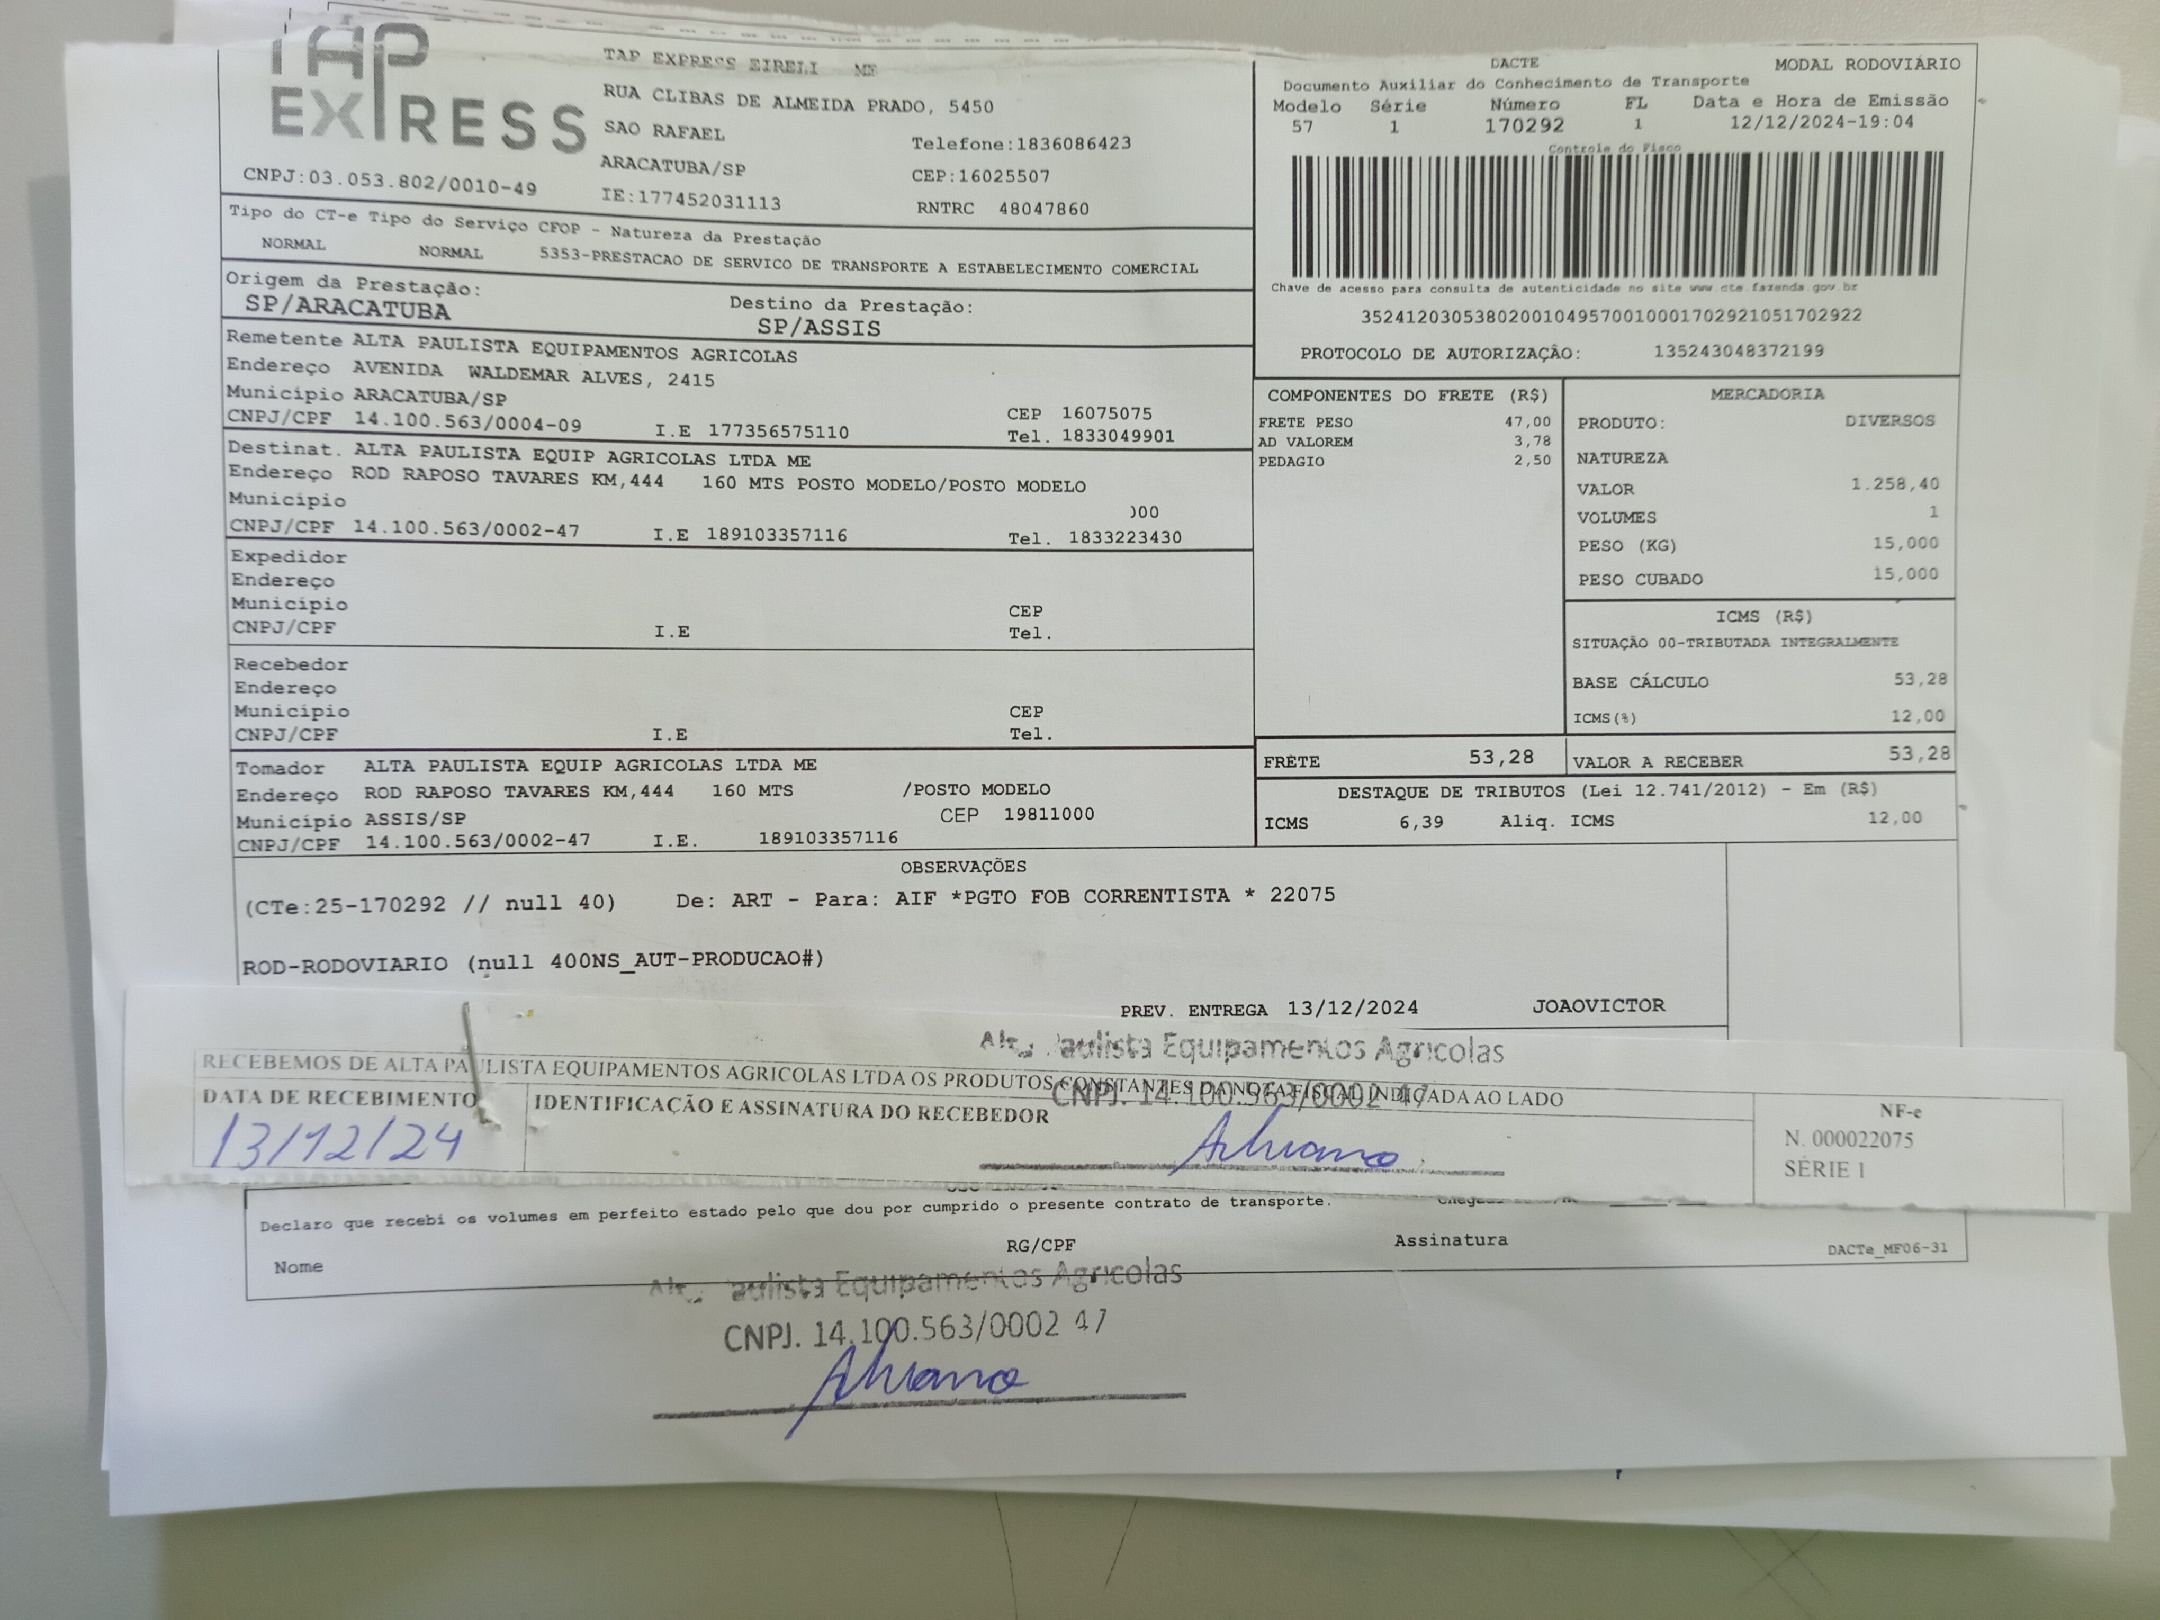 TAP
EXPRESS
TAP EXPRESS EIRELI ME
RUA CLIBAS DE ALMEIDA PRADO, 5450
SAO RAFAEL
Telefone:1836086423
ARACATUBA/SP
CEP:16025507
CNPJ:03.053.802/0010-49
IE:177452031113
RNTRC 48047860
DACTE
MODAL RODOVIÁRIO
Documento Auxiliar do Conhecimento de Transporte
Modelo Série Número FL Data e Hora de Emissão
57 1 170292 1 12/12/2024-19:04
Controle do Fisco
Chave de acesso para consulta de autenticidade no site www.cte.fazenda.gov.br
35241203053802001049570010001702921051702922
PROTOCOLO DE AUTORIZAÇÃO: 135243048372199
Tipo do CT-e Tipo do Serviço CFOP - Natureza da Prestação
NORMAL NORMAL 5353-PRESTACAO DE SERVICO DE TRANSPORTE A ESTABELECIMENTO COMERCIAL
Origem da Prestação: Destino da Prestação:
SP/ARACATUBA SP/ASSIS
Remetente ALTA PAULISTA EQUIPAMENTOS AGRICOLAS
Endereço AVENIDA WALDEMAR ALVES, 2415
Município ARACATUBA/SP CEP 16075075
CNPJ/CPF 14.100.563/0004-09 I.E 177356575110 Tel. 1833049901
Destinat. ALTA PAULISTA EQUIP AGRICOLAS LTDA ME
Endereço ROD RAPOSO TAVARES KM,444 160 MTS POSTO MODELO/POSTO MODELO
Município 00
CNPJ/CPF 14.100.563/0002-47 I.E 189103357116 Tel. 1833223430
Expedidor
Endereço
Município CEP
CNPJ/CPF I.E Tel.
Recebedor
Endereço
Município CEP
CNPJ/CPF I.E Tel.
Tomador ALTA PAULISTA EQUIP AGRICOLAS LTDA ME
Endereço ROD RAPOSO TAVARES KM,444 160 MTS /POSTO MODELO
Município ASSIS/SP CEP 19811000
CNPJ/CPF 14.100.563/0002-47 I.E. 189103357116
COMPONENTES DO FRETE (R$)
FRETE PESO 47,00
AD VALOREM 3,78
PEDAGIO 2,50
MERCADORIA
PRODUTO: DIVERSOS
NATUREZA
VALOR 1.258,40
VOLUMES 1
PESO (KG) 15,000
PESO CUBADO 15,000
ICMS (R$)
SITUAÇÃO 00-TRIBUTADA INTEGRALMENTE
BASE CÁLCULO 53,28
ICMS(%) 12,00
FRETE 53,28 VALOR A RECEBER 53,28
DESTAQUE DE TRIBUTOS (Lei 12.741/2012) - Em (R$)
ICMS 6,39 Aliq. ICMS 12,00
OBSERVAÇÕES
(CTe:25-170292 // null 40) De: ART - Para: AIF *PGTO FOB CORRENTISTA * 22075
ROD-RODOVIARIO (null 400NS_AUT-PRODUCAO#)
PREV. ENTREGA 13/12/2024 JOAOVICTOR
Paulista Equipamentos Agricolas
RECEBEMOS DE ALTA PAULISTA EQUIPAMENTOS AGRICOLAS LTDA OS PRODUTOS CONSTANTES DA NOTA FISCAL INDICADA AO LADO
CNPJ. 14.100.563/0002 47
DATA DE RECEBIMENTO IDENTIFICAÇÃO E ASSINATURA DO RECEBEDOR
NF-e
N. 000022075
SÉRIE 1
13/12/24
Declaro que recebi os volumes em perfeito estado pelo que dou por cumprido o presente contrato de transporte.
Nome RG/CPF Assinatura
DACTe_MF06-31
Paulista Equipamentos Agricolas
CNPJ. 14.100.563/0002 47